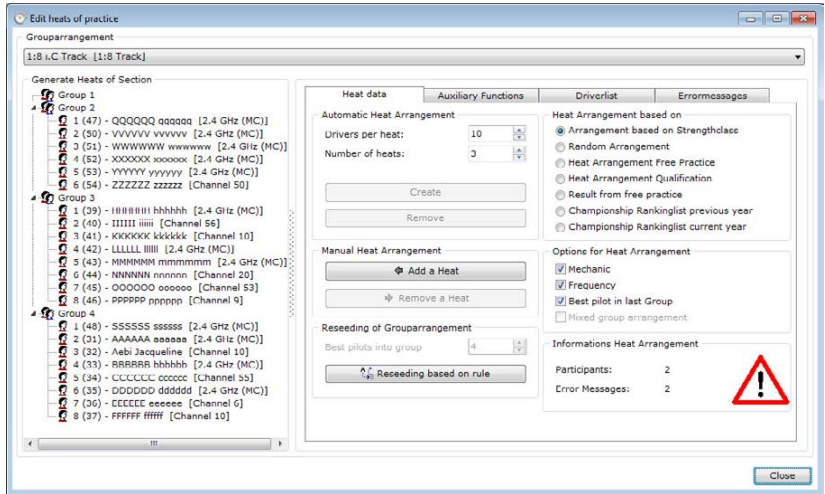 Edit heats of practice
Grouparrangement
1:8 I.C Track [1:8 Track]
Generate Heats of Section
Group 1
Group 2
1 (47) - QQQQQQ qqqqqq [2.4 GHz (MC)]
2 (50) - VVVVVV vvvvvv [2.4 GHz (MC)]
3 (51) - WWWWWW wwwwww [2.4 GHz (MC)]
4 (52) - XXXXXX xxxxxx [2.4 GHz (MC)]
5 (53) - YYYYYY yyyyyy [2.4 GHz (MC)]
6 (54) - ZZZZZZ zzzzzz [Channel 50]
Group 3
1 (39) - HHHHHH hhhhhh [2.4 GHz (MC)]
2 (40) - IIIIII iiiiii [Channel 56]
3 (41) - KKKKKK kkkkkk [Channel 10]
4 (42) - LLLLLL llllll [2.4 GHz (MC)]
5 (43) - MMMMMM mmmmmm [2.4 GHz (MC)]
6 (44) - NNNNNN nnnnnn [Channel 20]
7 (45) - OOOOOO oooooo [Channel 53]
8 (46) - PPPPPP pppppp [Channel 9]
Group 4
1 (48) - SSSSSS ssssss [2.4 GHz (MC)]
2 (31) - AAAAAA aaaaaa [2.4 GHz (MC)]
3 (32) - Aebi Jacqueline [Channel 10]
4 (33) - BBBBBB bbbbbb [2.4 GHz (MC)]
5 (34) - CCCCCC cccccc [Channel 55]
6 (35) - DDDDDD dddddd [2.4 GHz (MC)]
7 (36) - EEEEEE eeeeee [Channel 6]
8 (37) - FFFFFF ffffff [Channel 10]
Heat data
Auxiliary Functions
Driverlist
Errormessages
Automatic Heat Arrangement
Drivers per heat: 10
Number of heats: 3
Create
Remove
Manual Heat Arrangement
Add a Heat
Remove a Heat
Reseeding of Grouparrangement
Best pilots into group 4
Reseeding based on rule
Heat Arrangement based on
Arrangement based on Strengthclass
Random Arrangement
Heat Arrangement Free Practice
Heat Arrangement Qualification
Result from free practice
Championship Rankinglist previous year
Championship Rankinglist current year
Options for Heat Arrangement
Mechanic
Frequency
Best pilot in last Group
Mixed group arrangement
Informations Heat Arrangement
Participants: 2
Error Messages: 2
Close